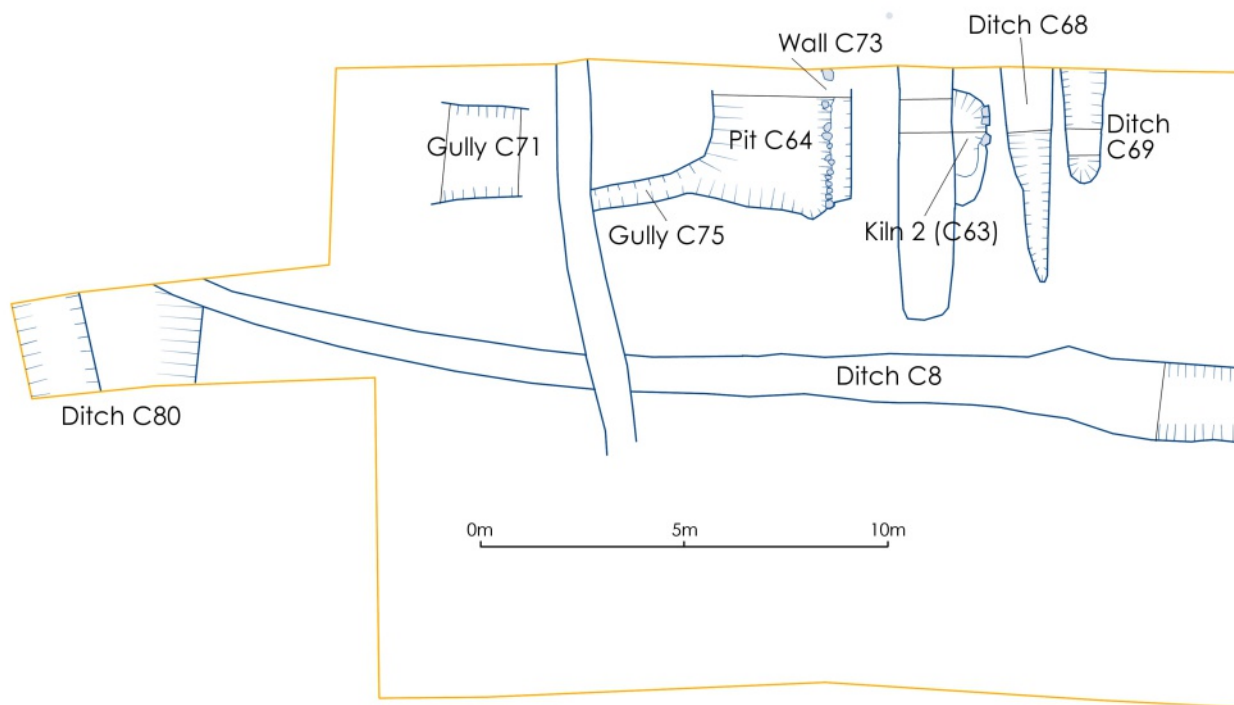 Ditch C68
Wall C73
Ditch
C69
Gully C71
Pit C64
Gully C75
Kiln 2 (C63)
Ditch C8
Ditch C80
0m
5m
10m